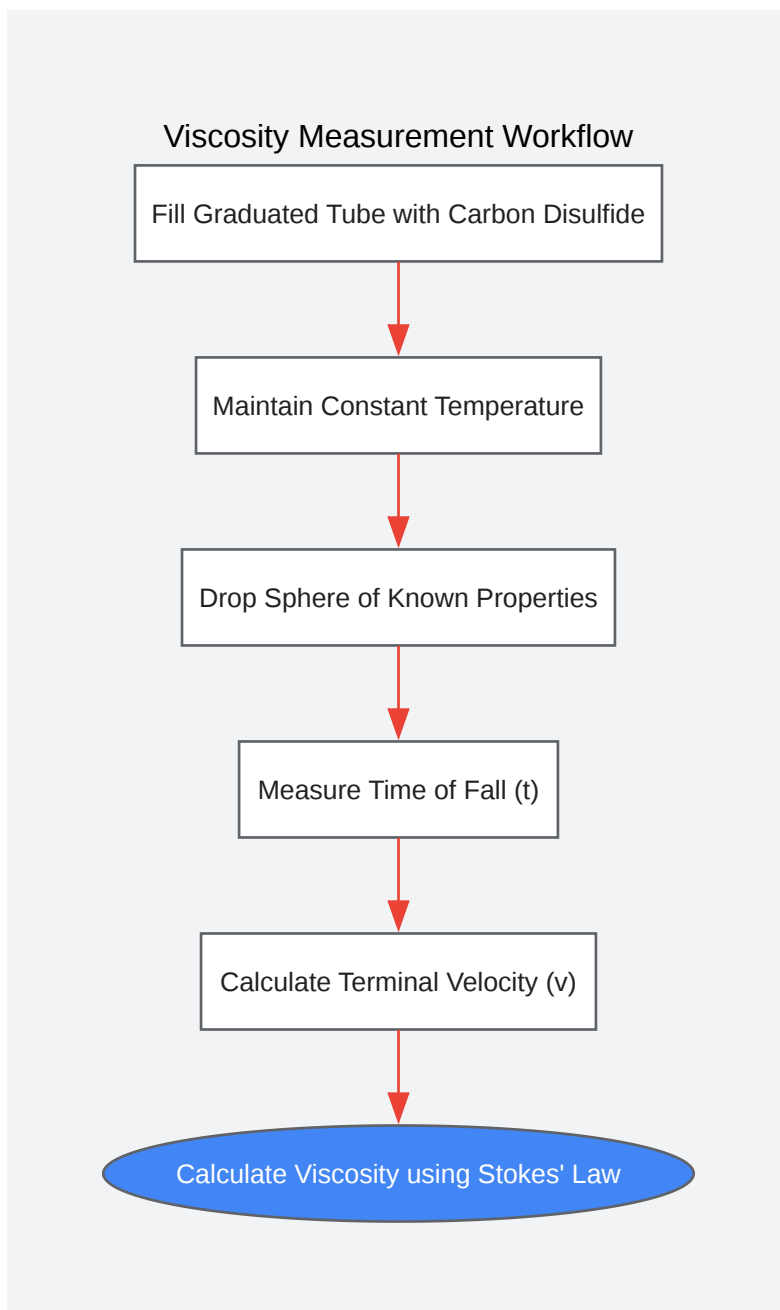 Viscosity Measurement Workflow
Fill Graduated Tube with Carbon Disulfide
Maintain Constant Temperature
Drop Sphere of Known Properties
Measure Time of Fall (t)
Calculate Terminal Velocity (v)
Calculate Viscosity using Stokes' Law